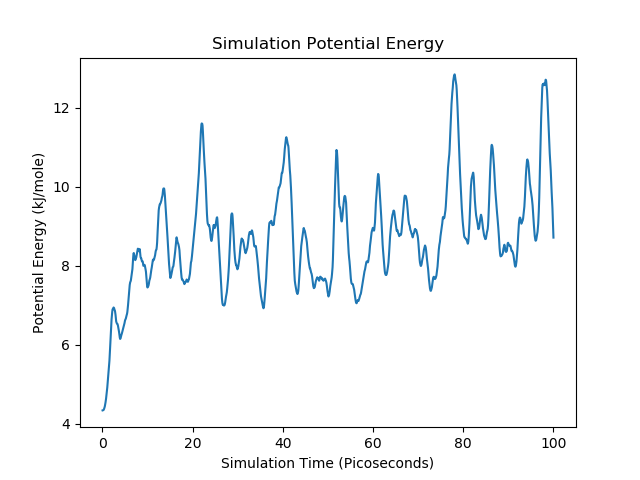 Simulation Potential Energy
Potential Energy (kJ/mole)
12
10
8
6
4
0 20 40 60 80 100
Simulation Time (Picoseconds)